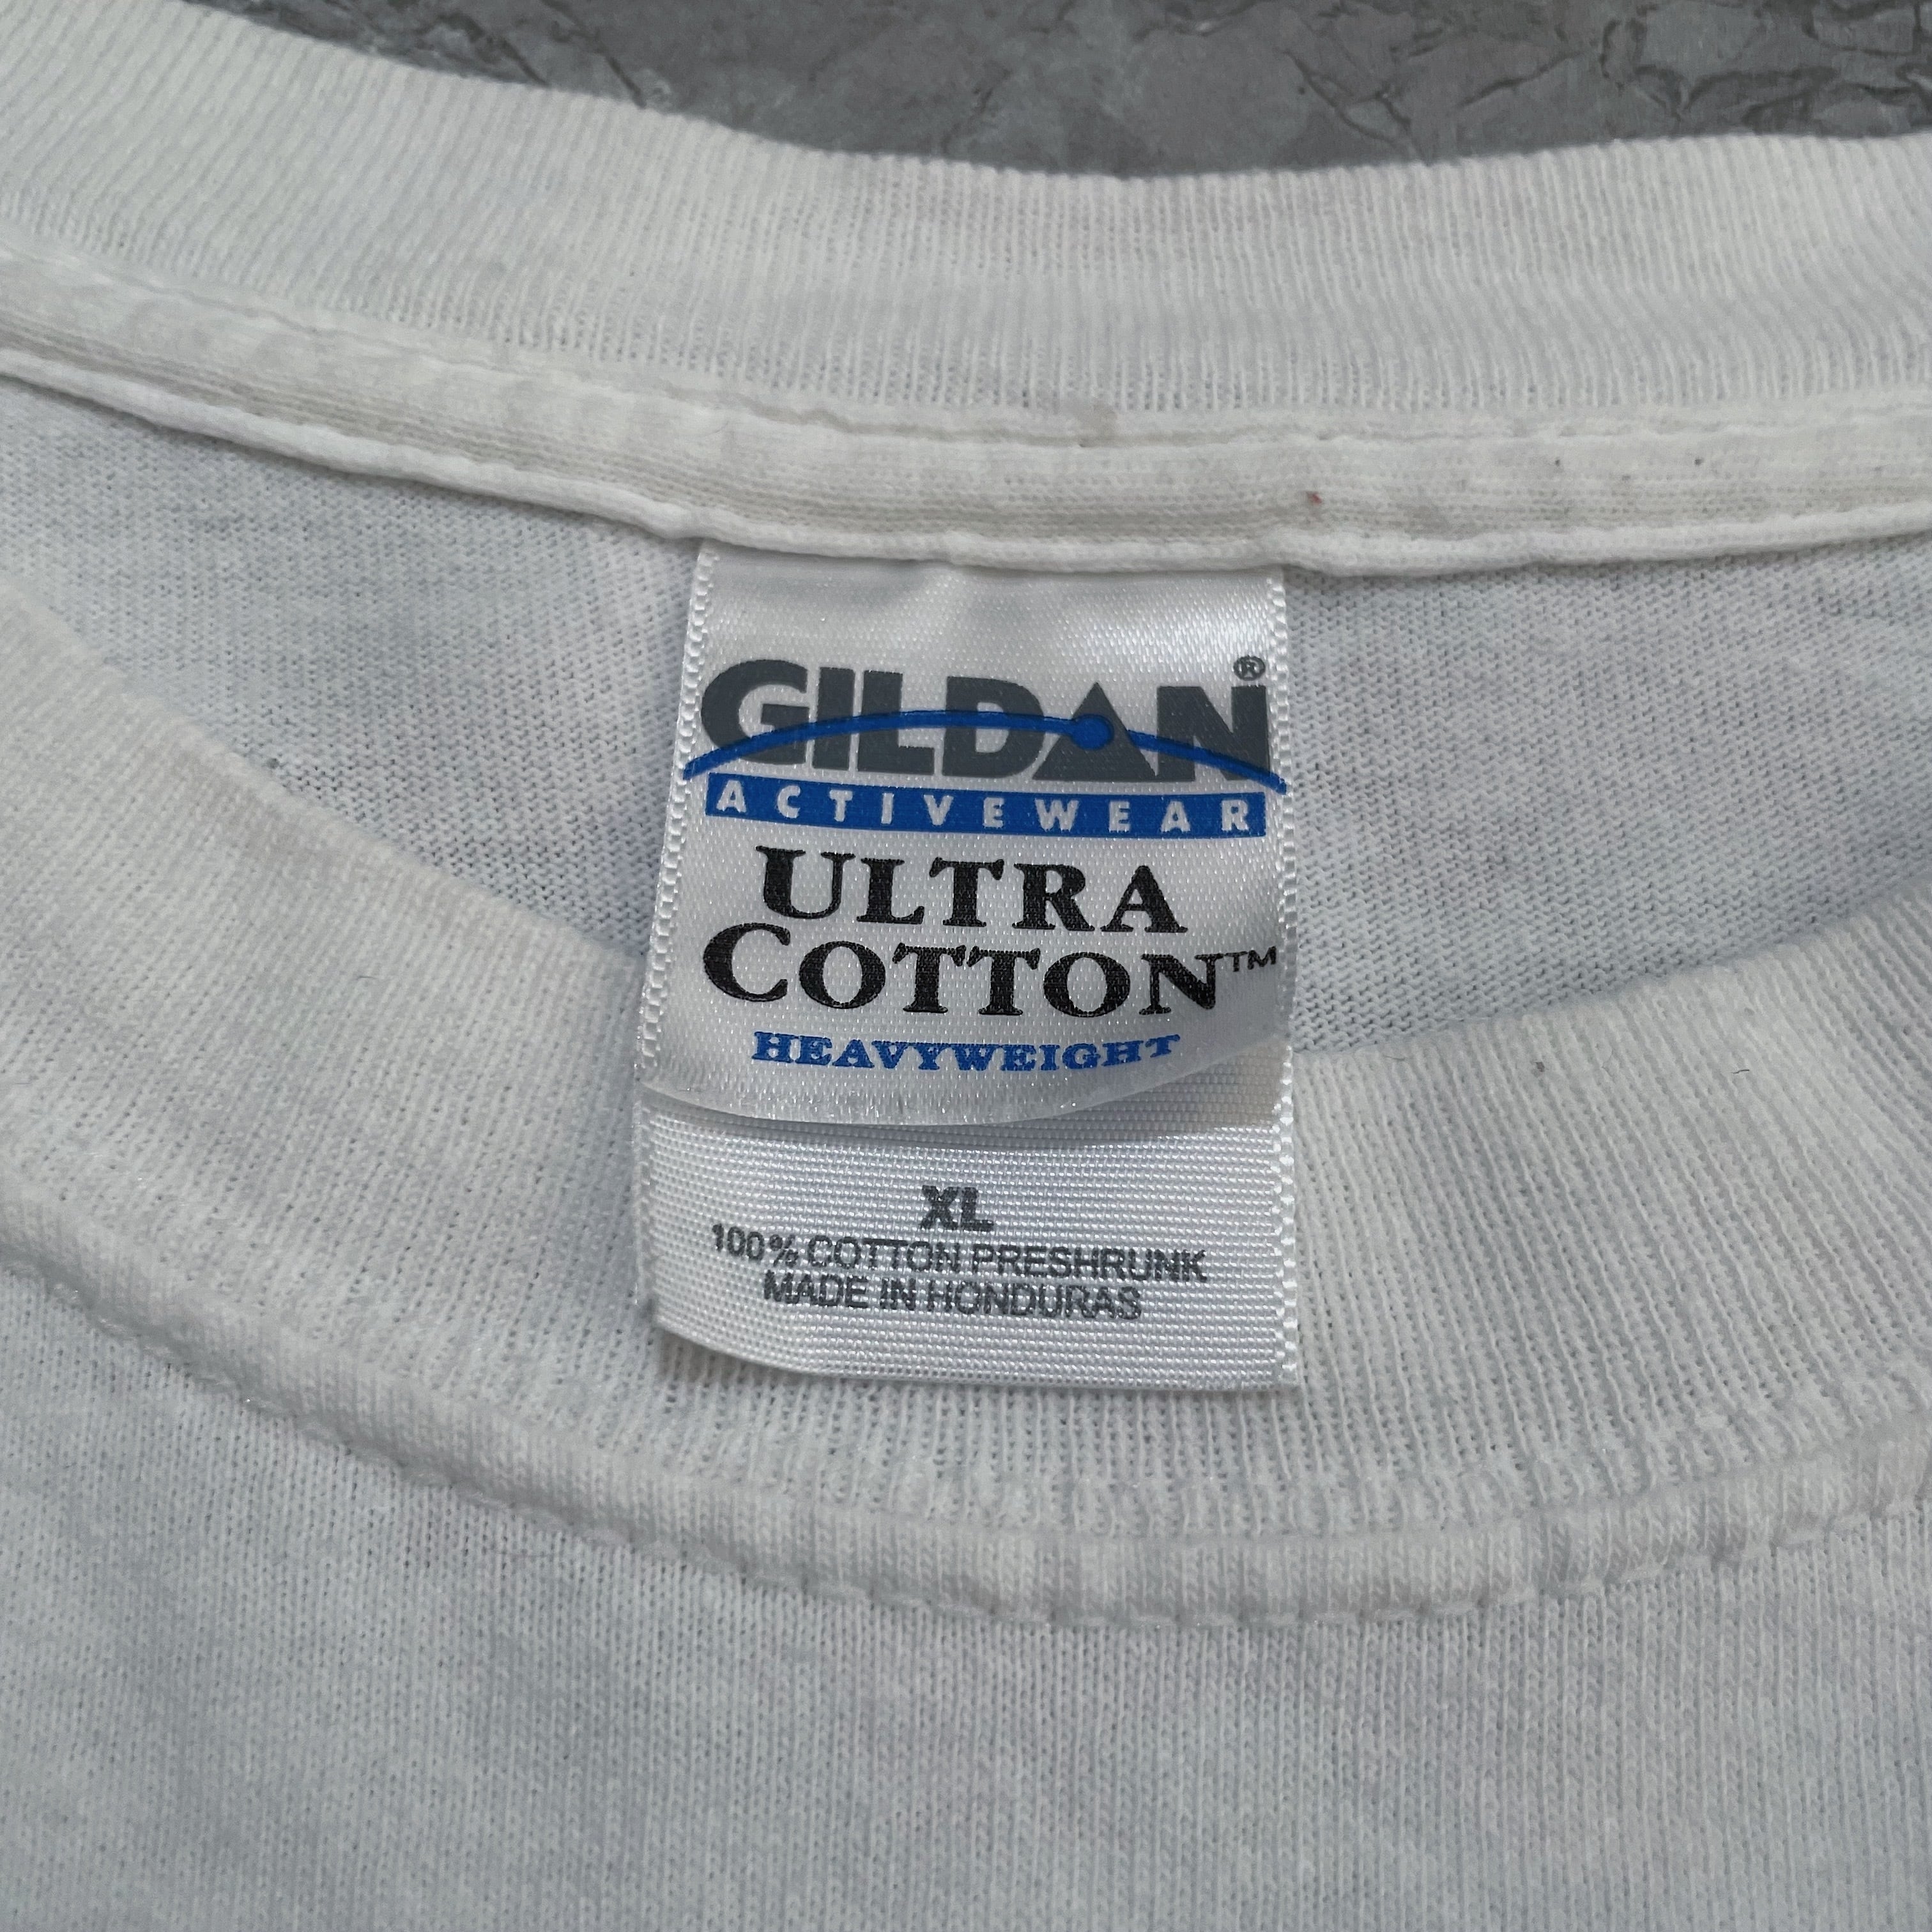 GILDAN®
ACTIVEWEAR
ULTRA
COTTON™
HEAVYWEIGHT
XL
100% COTTON PRESHRUNK
MADE IN HONDURAS